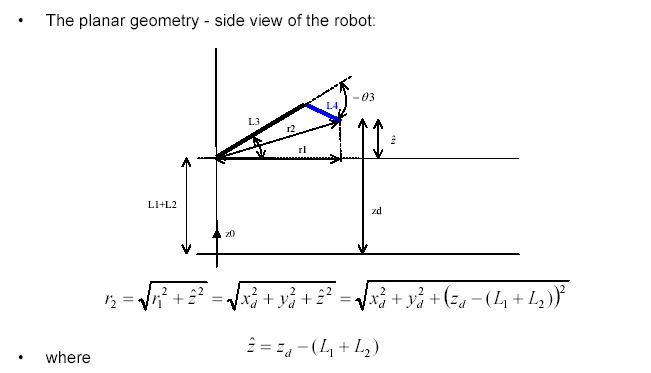 • The planar geometry - side view of the robot:
L4
− θ3
L3
r2
r1
ẑ
L1+L2
zd
z0
r₂ = √(r₁² + ẑ²) = √(x_d² + y_d² + ẑ²) = √(x_d² + y_d² + (z_d − (L₁ + L₂))²)
ẑ = z_d − (L₁ + L₂)
• where